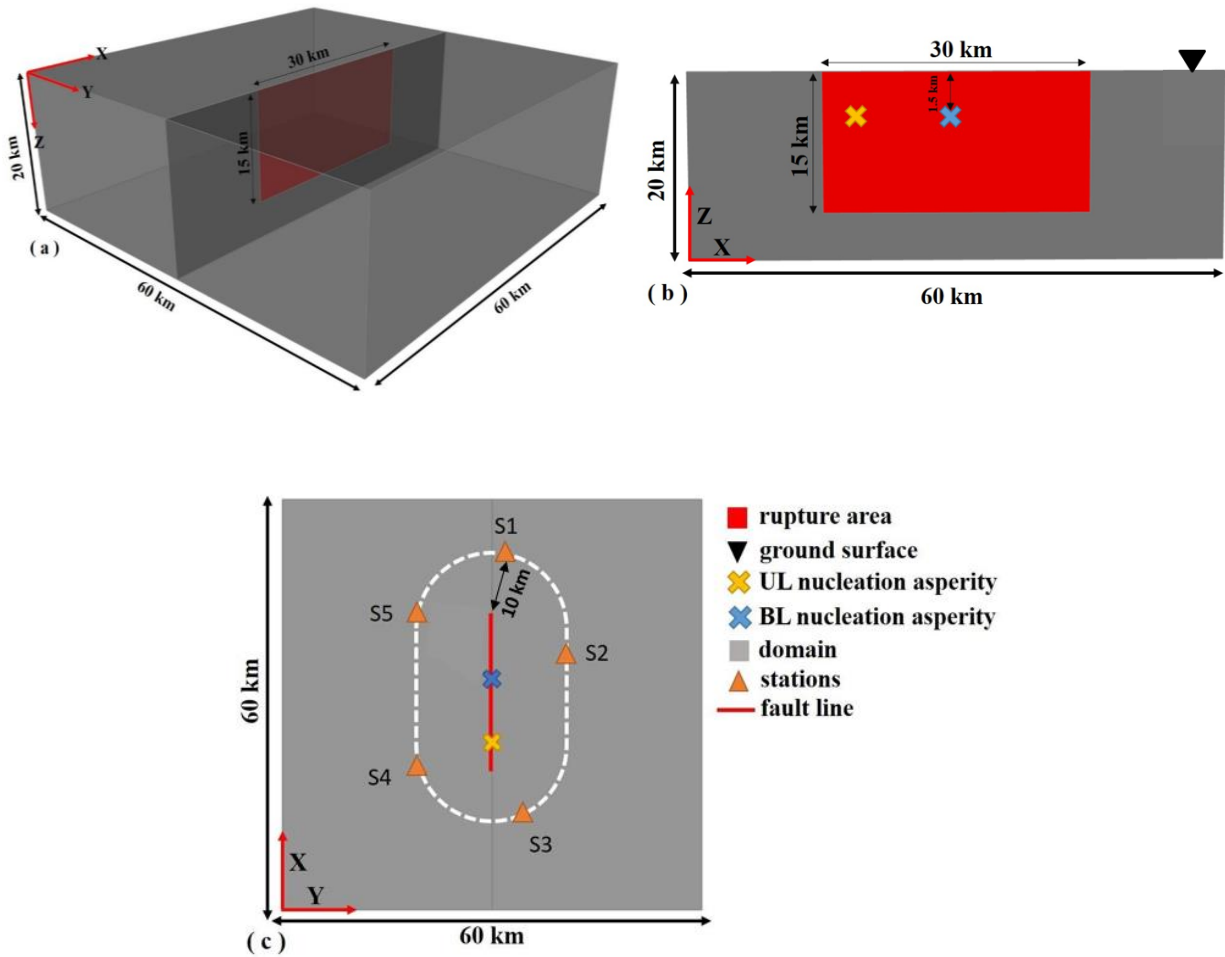 X
Y
Z
30 km
15 km
20 km
60 km
60 km
( a )
30 km
1.5 km
15 km
20 km
Z
X
60 km
( b )
S1
10 km
S5
S2
S4
S3
60 km
X
Y
60 km
( c )
rupture area
ground surface
UL nucleation asperity
BL nucleation asperity
domain
stations
fault line